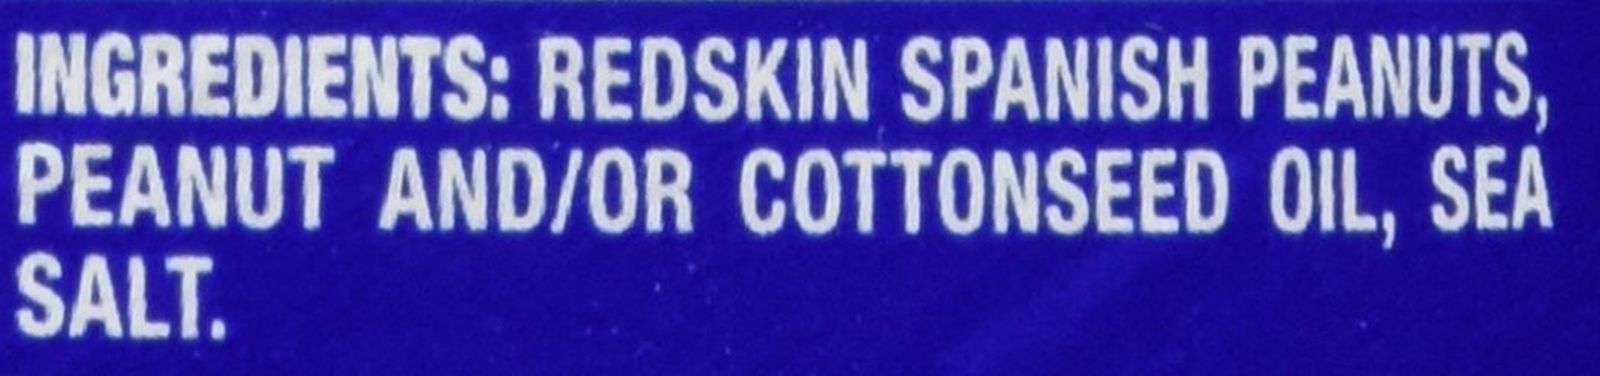 INGREDIENTS: REDSKIN SPANISH PEANUTS,
PEANUT AND/OR COTTONSEED OIL, SEA
SALT.